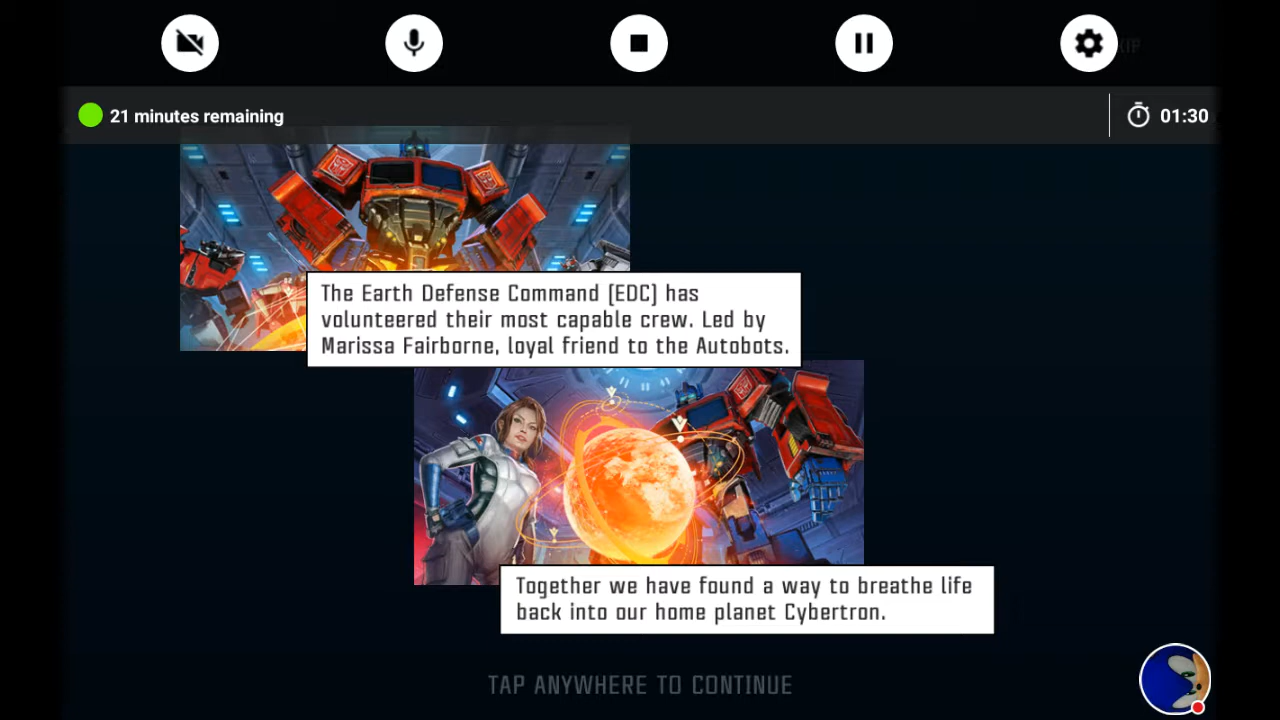 KIP
21 minutes remaining
01:30
The Earth Defense Command (EDC) has
volunteered their most capable crew. Led by
Marissa Fairborne, loyal friend to the Autobots.
Together we have found a way to breathe life
back into our home planet Cybertron.
TAP ANYWHERE TO CONTINUE